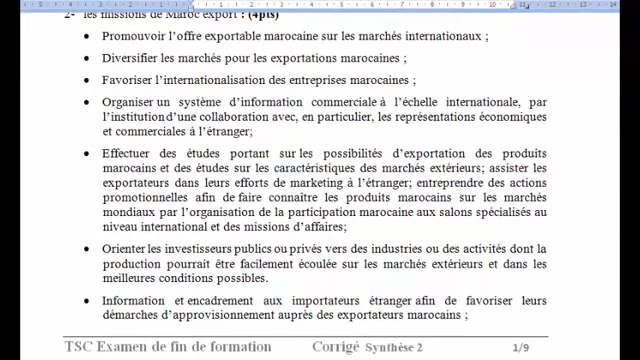 2- les missions de Maroc export : (4pts)
• Promouvoir l’offre exportable marocaine sur les marchés internationaux ;
• Diversifier les marchés pour les exportations marocaines ;
• Favoriser l’internationalisation des entreprises marocaines ;
• Organiser un système d’information commerciale à l’échelle internationale, par
l’institution d’une collaboration avec, en particulier, les représentations économiques
et commerciales à l’étranger;
• Effectuer des études portant sur les possibilités d’exportation des produits
marocains et des études sur les caractéristiques des marchés extérieurs; assister les
exportateurs dans leurs efforts de marketing à l’étranger; entreprendre des actions
promotionnelles afin de faire connaître les produits marocains sur les marchés
mondiaux par l’organisation de la participation marocaine aux salons spécialisés au
niveau international et des missions d’affaires;
• Orienter les investisseurs publics ou privés vers des industries ou des activités dont la
production pourrait être facilement écoulée sur les marchés extérieurs et dans les
meilleures conditions possibles.
• Information et encadrement aux importateurs étranger afin de favoriser leurs
démarches d’approvisionnement auprès des exportateurs marocains ;
TSC Examen de fin de formation Corrigé Synthèse 2 1/9